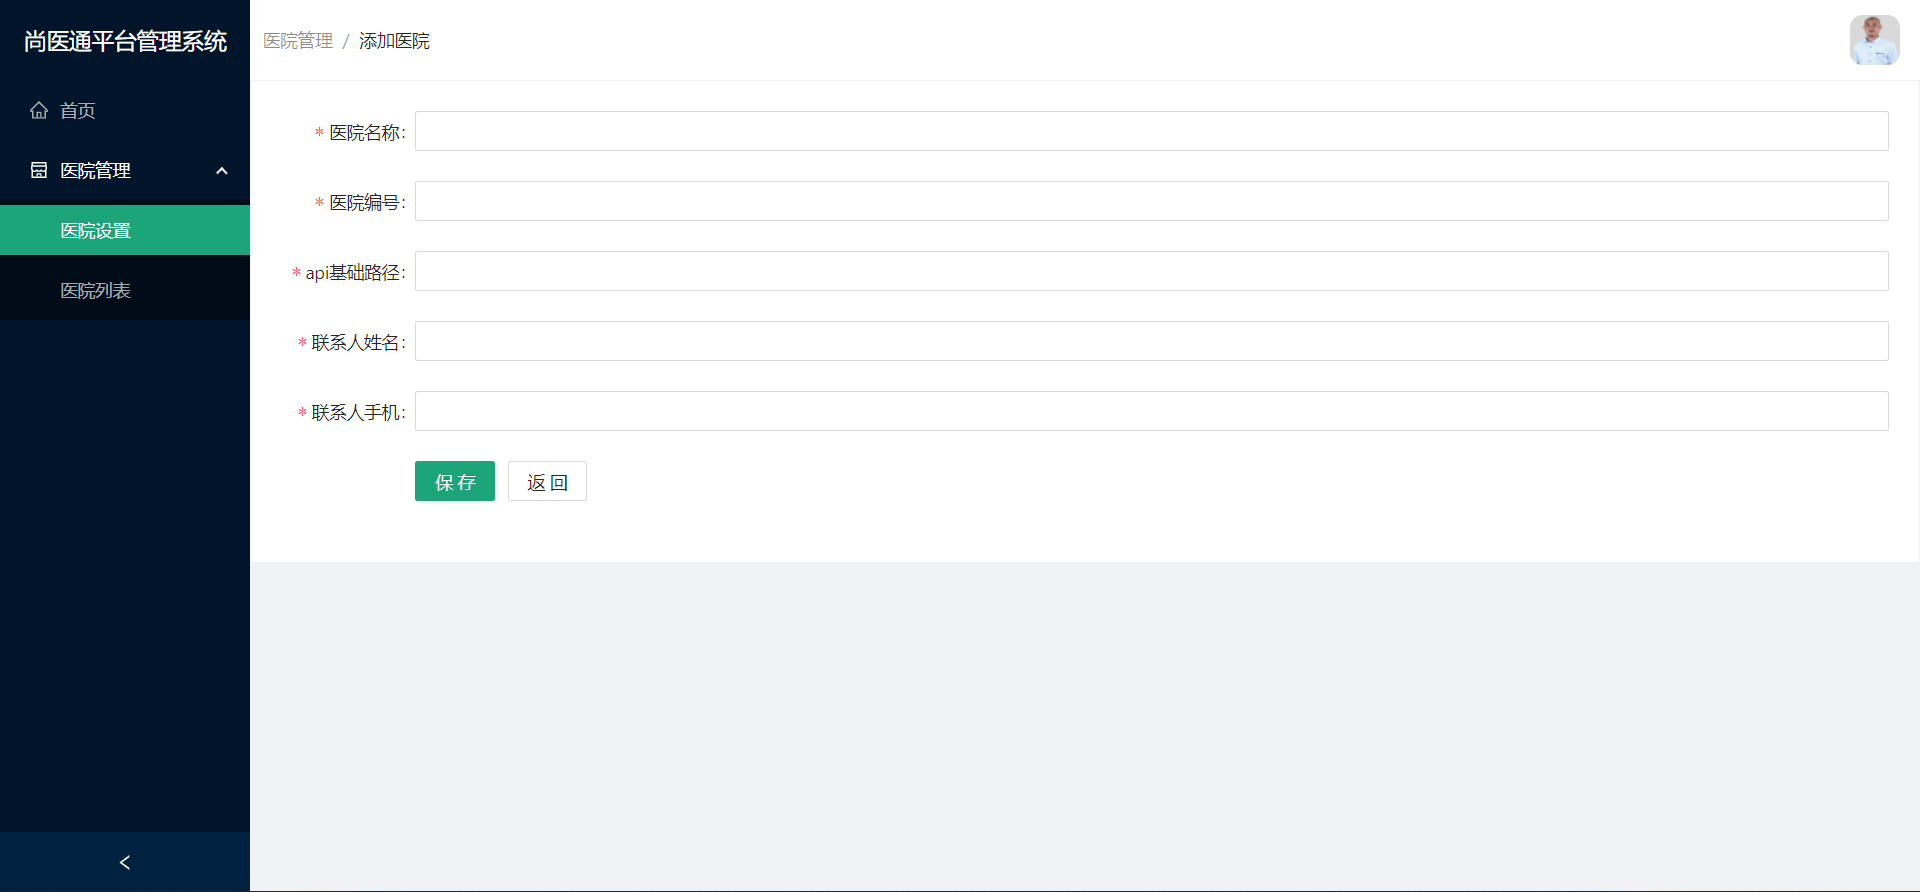 尚医通平台管理系统
首页
医院管理
医院设置
医院列表
医院管理 / 添加医院
* 医院名称:
* 医院编号:
* api基础路径:
* 联系人姓名:
* 联系人手机:
保 存
返 回